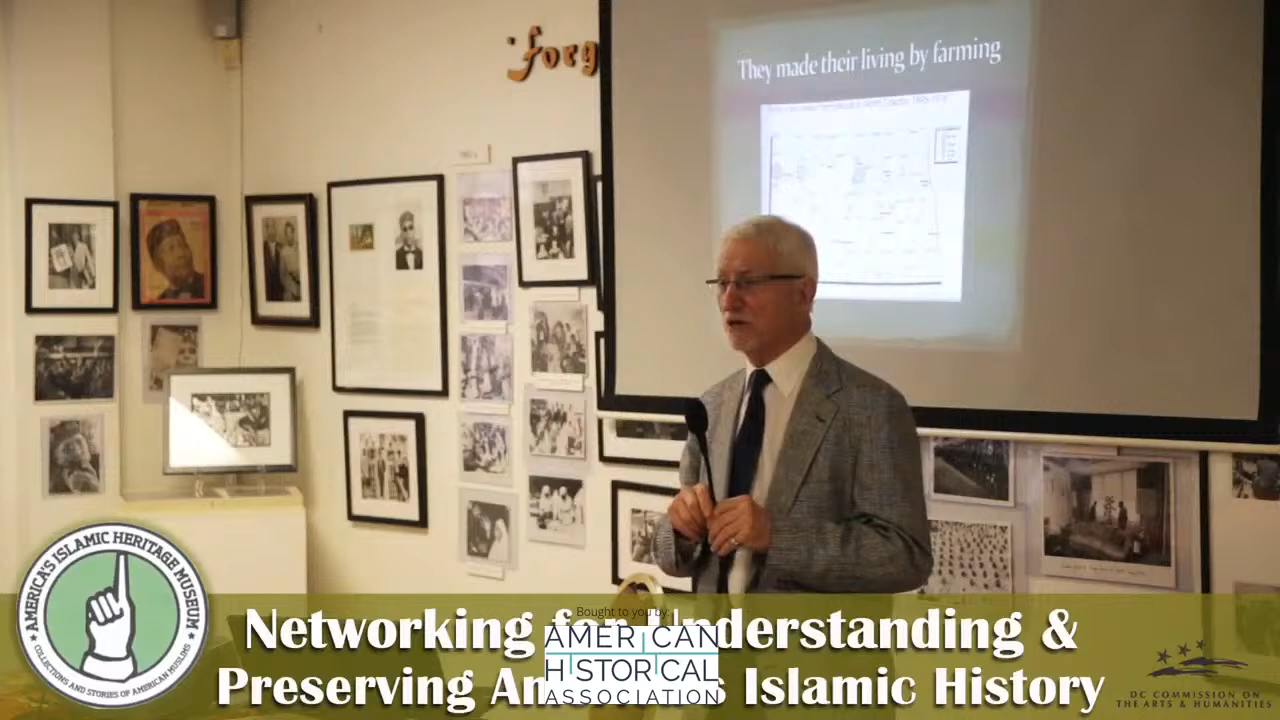 forg
They made their living by farming
AMERICA'S ISLAMIC HERITAGE MUSEUM
COLLECTIONS AND STORIES OF AMERICAN MUSLIMS
Bought to you by:
Networking for Understanding &
AMERICAN
HISTORICAL
ASSOCIATION
Preserving Am s Islamic History
DC COMMISSION ON
THE ARTS & HUMANITIES